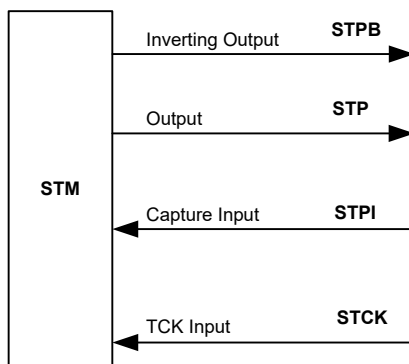 Inverting Output STPB
Output STP
STM
Capture Input STPI
TCK Input STCK